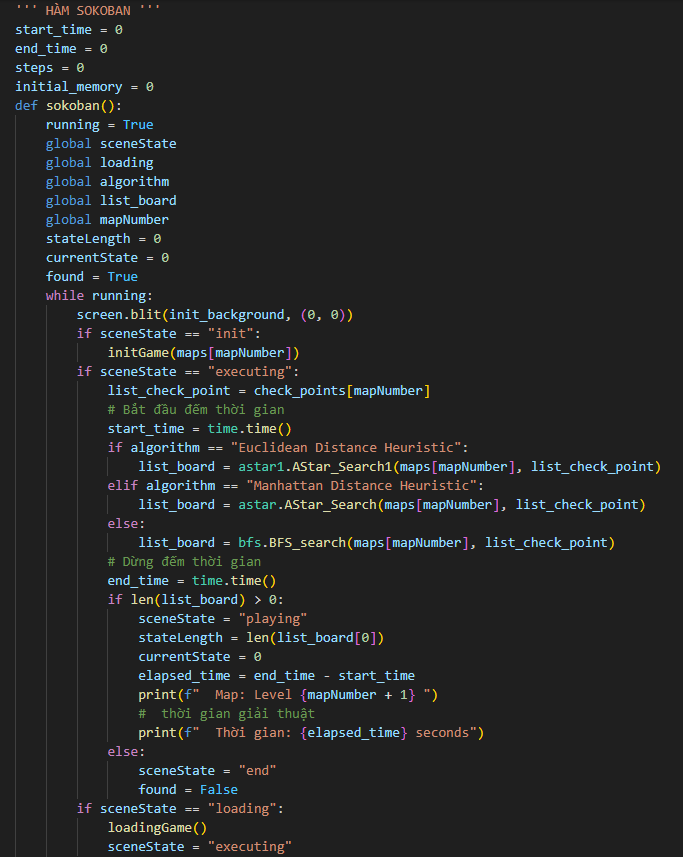 ''' HÀM SOKOBAN '''
start_time = 0
end_time = 0
steps = 0
initial_memory = 0
def sokoban():
    running = True
    global sceneState
    global loading
    global algorithm
    global list_board
    global mapNumber
    stateLength = 0
    currentState = 0
    found = True
    while running:
        screen.blit(init_background, (0, 0))
        if sceneState == "init":
            initGame(maps[mapNumber])
        if sceneState == "executing":
            list_check_point = check_points[mapNumber]
            # Bắt đầu đếm thời gian
            start_time = time.time()
            if algorithm == "Euclidean Distance Heuristic":
                list_board = astar1.AStar_Search1(maps[mapNumber], list_check_point)
            elif algorithm == "Manhattan Distance Heuristic":
                list_board = astar.AStar_Search(maps[mapNumber], list_check_point)
            else:
                list_board = bfs.BFS_search(maps[mapNumber], list_check_point)
            # Dừng đếm thời gian
            end_time = time.time()
            if len(list_board) > 0:
                sceneState = "playing"
                stateLength = len(list_board[0])
                currentState = 0
                elapsed_time = end_time - start_time
                print(f"  Map: Level {mapNumber + 1} ")
                #  thời gian giải thuật
                print(f"  Thời gian: {elapsed_time} seconds")
            else:
                sceneState = "end"
                found = False
        if sceneState == "loading":
            loadingGame()
            sceneState = "executing"